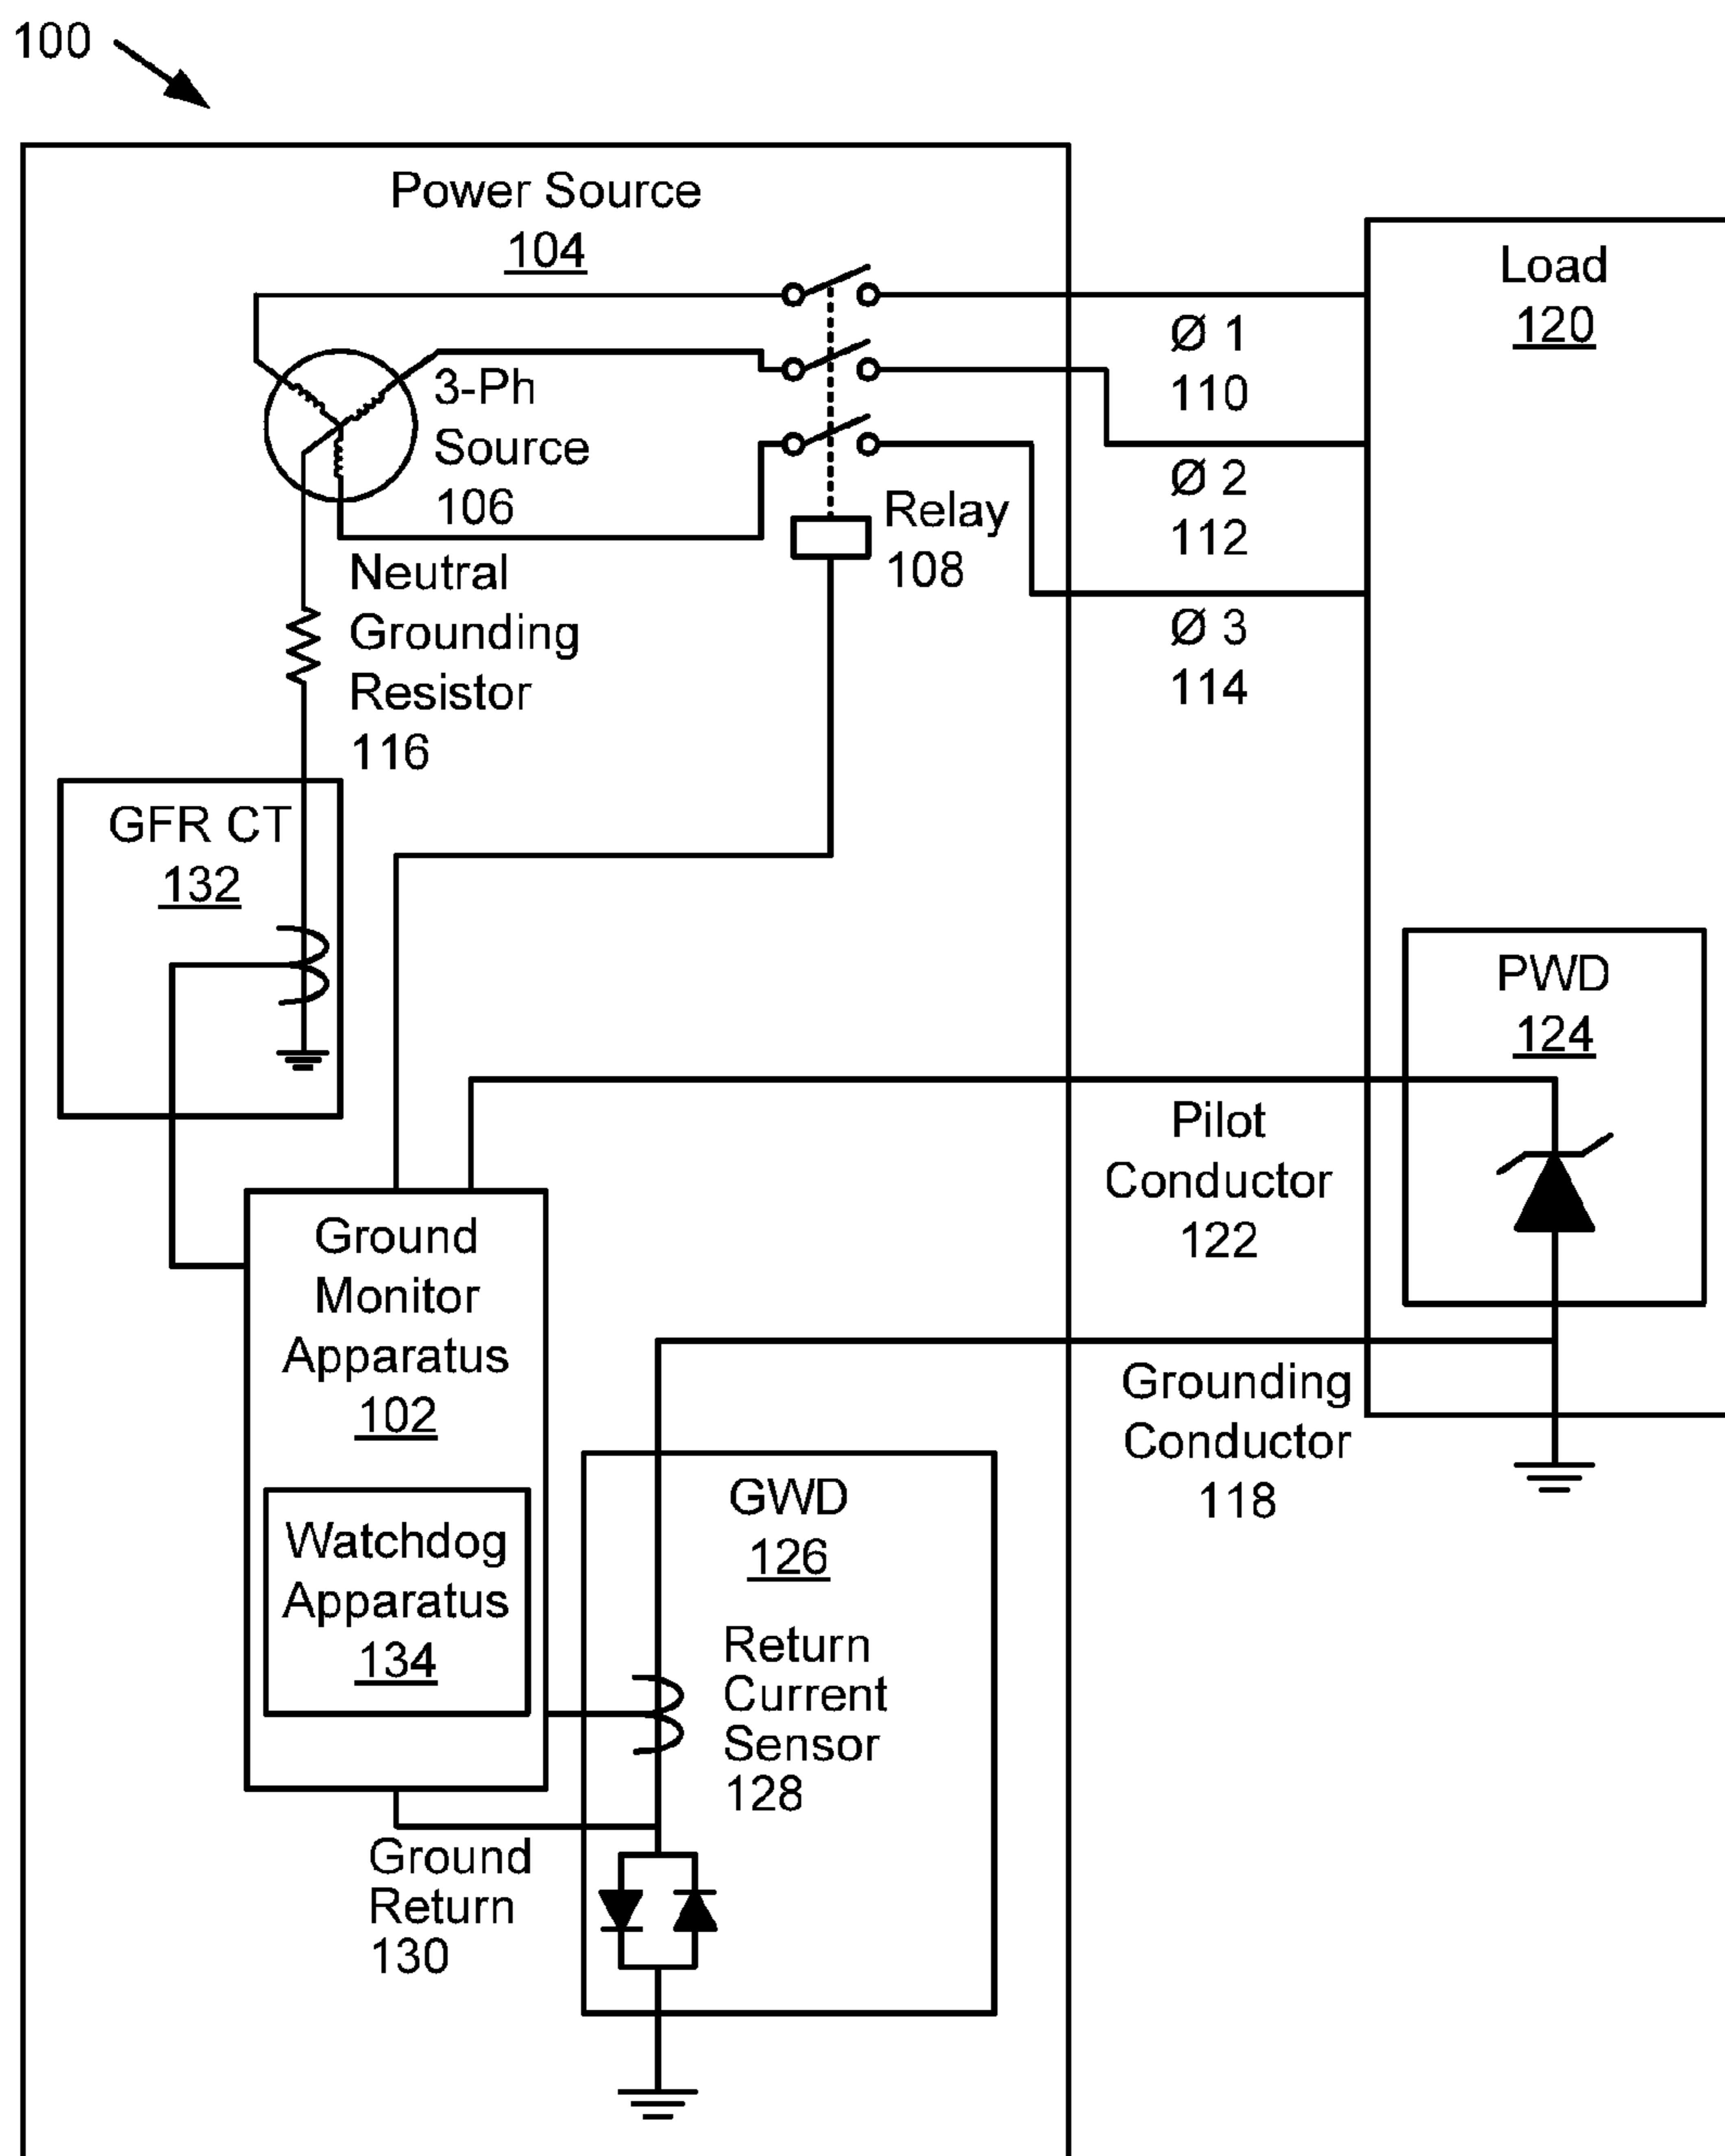 100
Power Source
104
Load
120
Ø 1
110
3-Ph
Source
106
Ø 2
112
Relay
108
Neutral
Grounding
Resistor
116
Ø 3
114
GFR CT
132
PWD
124
Pilot
Conductor
122
Ground
Monitor
Apparatus
102
Grounding
Conductor
118
Watchdog
Apparatus
134
GWD
126
Return
Current
Sensor
128
Ground
Return
130